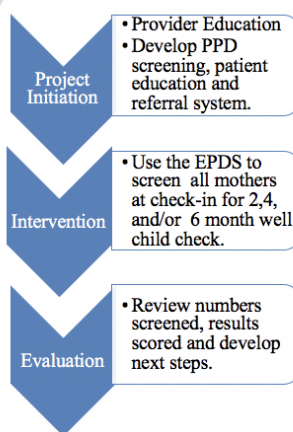 Project
Initiation
• Provider Education
• Develop PPD
screening, patient
education and
referral system.
Intervention
• Use the EPDS to
screen all mothers
at check-in for 2,4,
and/or 6 month well
child check.
Evaluation
• Review numbers
screened, results
scored and develop
next steps.